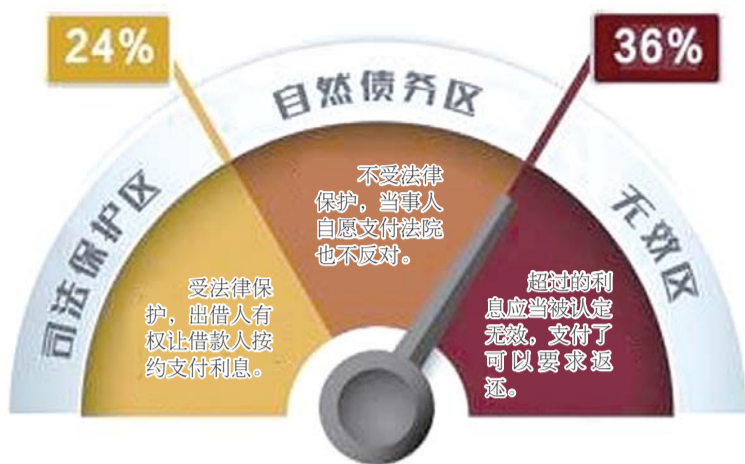 24%
36%
自然债务区
司法保护区
无效区
不受法律
保护，当事人
自愿支付法院
也不反对。
受法律保
护，出借人有
权让借款人按
约支付利息。
超过的利
息应当被认定
无效，支付了
可以要求返
还。